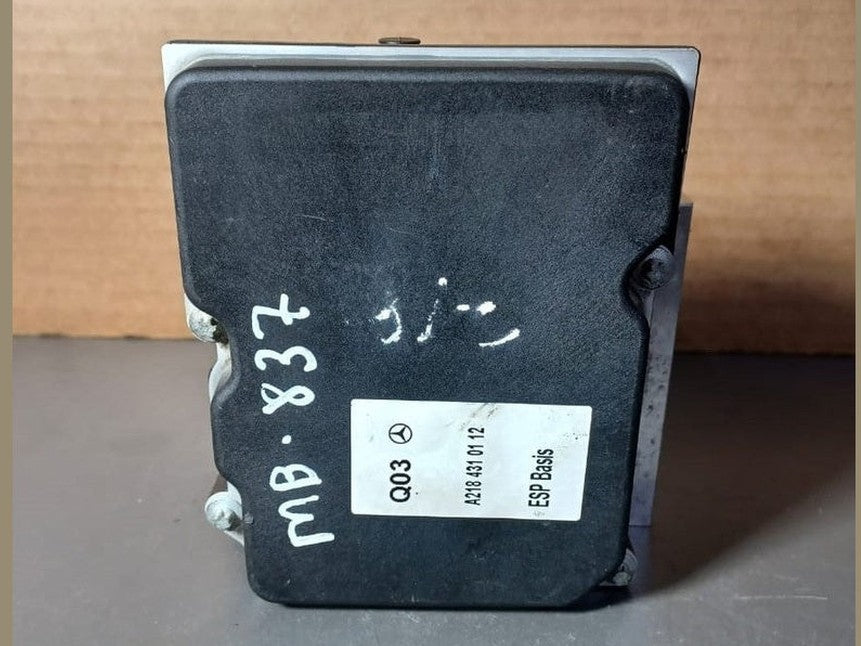 MB-837
Q03
A218 431 01 12
ESP Basis